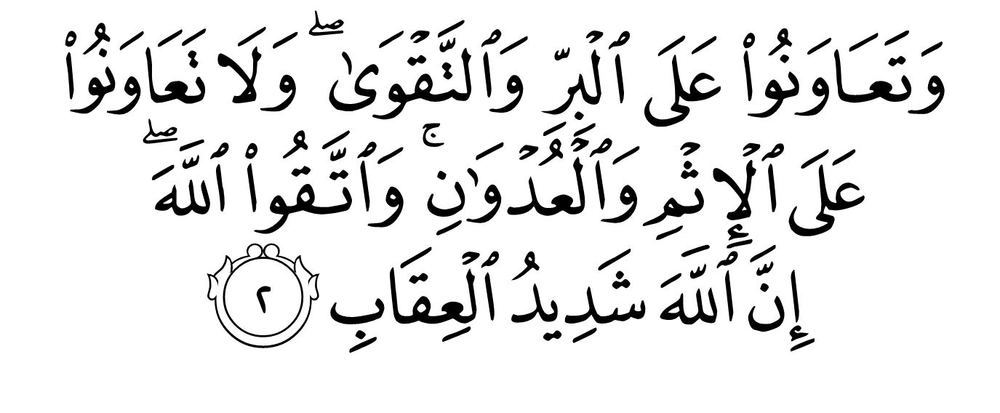 وَتَعَاوَنُوا۟ عَلَى ٱلْبِرِّ وَٱلتَّقْوَىٰ ۖ وَلَا تَعَاوَنُوا۟
عَلَى ٱلْإِثْمِ وَٱلْعُدْوَٰنِ ۚ وَٱتَّقُوا۟ ٱللَّهَ ۖ
إِنَّ ٱللَّهَ شَدِيدُ ٱلْعِقَابِ ٢